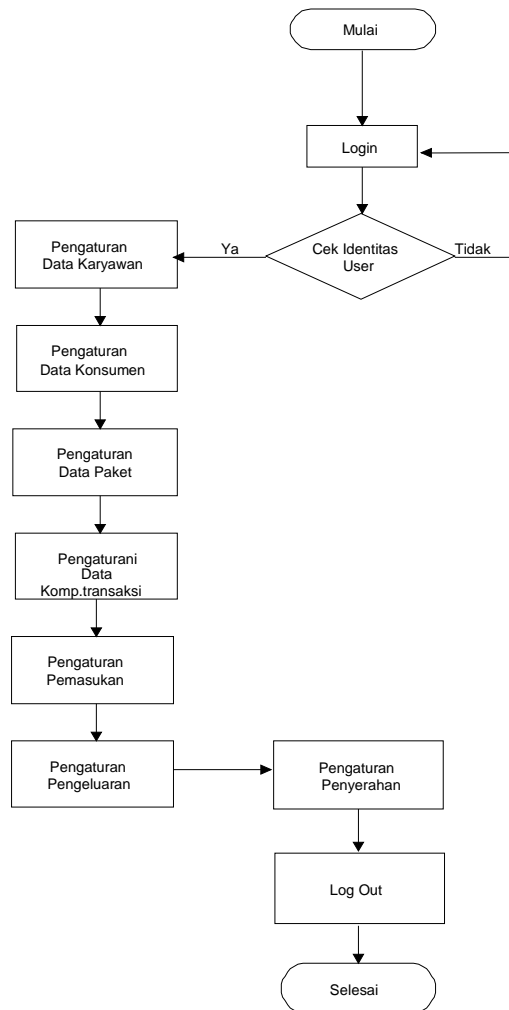 Mulai
Login
Cek Identitas
User
Ya
Tidak
Pengaturan
Data Karyawan
Pengaturan
Data Konsumen
Pengaturan
Data Paket
Pengaturani
Data
Komp.transaksi
Pengaturan
Pemasukan
Pengaturan
Pengeluaran
Pengaturan
Penyerahan
Log Out
Selesai